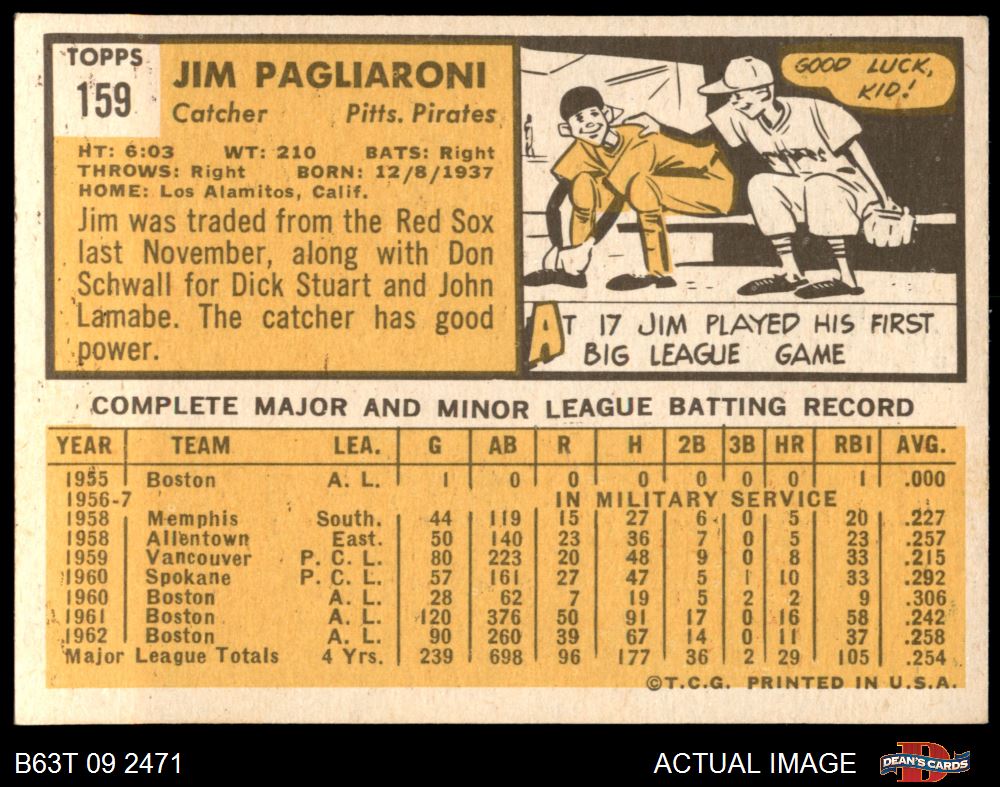 TOPPS
159
JIM PAGLIARONI
Catcher Pitts. Pirates
HT: 6:03 WT: 210 BATS: Right
THROWS: Right BORN: 12/8/1937
HOME: Los Alamitos, Calif.
Jim was traded from the Red Sox
last November, along with Don
Schwall for Dick Stuart and John
Lamabe. The catcher has good
power.
GOOD LUCK,
KID!
AT 17 JIM PLAYED HIS FIRST
BIG LEAGUE GAME
COMPLETE MAJOR AND MINOR LEAGUE BATTING RECORD
YEAR TEAM LEA. G AB R H 2B 3B HR RBI AVG.
1955 Boston A. L. 1 0 0 0 0 0 0 1 .000
1956-7 IN MILITARY SERVICE
1958 Memphis South. 44 119 15 27 6 0 5 20 .227
1958 Allentown East. 50 140 23 36 7 0 5 23 .257
1959 Vancouver P. C. L. 80 223 20 48 9 0 8 33 .215
1960 Spokane P. C. L. 57 161 27 47 5 1 10 33 .292
1960 Boston A. L. 28 62 7 19 5 2 2 9 .306
1961 Boston A. L. 120 376 50 91 17 0 16 58 .242
1962 Boston A. L. 90 260 39 67 14 0 11 37 .258
Major League Totals 4 Yrs. 239 698 96 177 36 2 29 105 .254
©T.C.G. PRINTED IN U.S.A.
B63T 09 2471 ACTUAL IMAGE DEAN'S CARDS